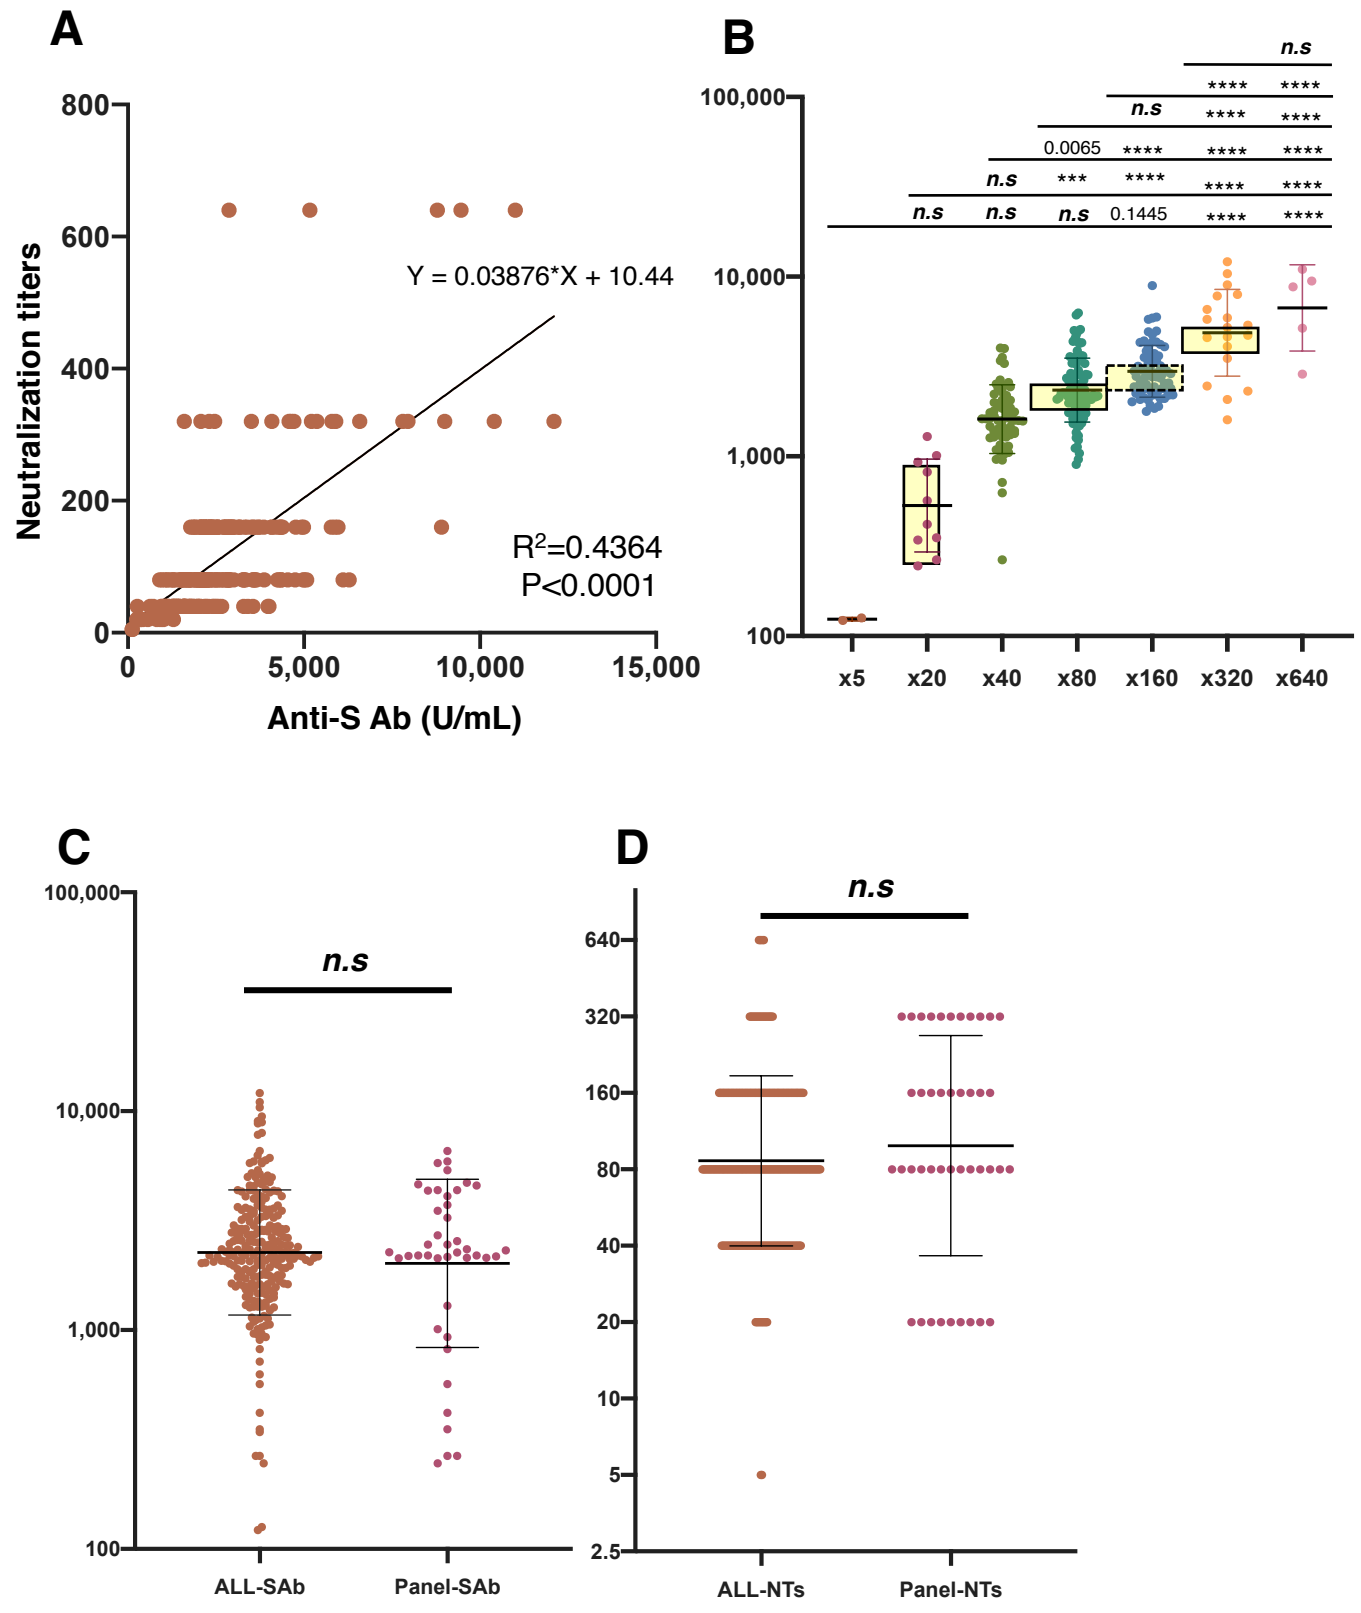 A
800
600
400
200
0
0
5,000
10,000
15,000
Neutralization titers
Anti-S Ab (U/mL)
Y = 0.03876*X + 10.44
R²=0.4364
P<0.0001
B
n.s
**** ****
n.s **** ****
0.0065 **** **** ****
n.s *** **** **** ****
n.s n.s n.s 0.1445 **** ****
100,000
10,000
1,000
100
x5 x20 x40 x80 x160 x320 x640
C
n.s
100,000
10,000
1,000
100
ALL-SAb Panel-SAb
D
n.s
640
320
160
80
40
20
10
5
2.5
ALL-NTs Panel-NTs